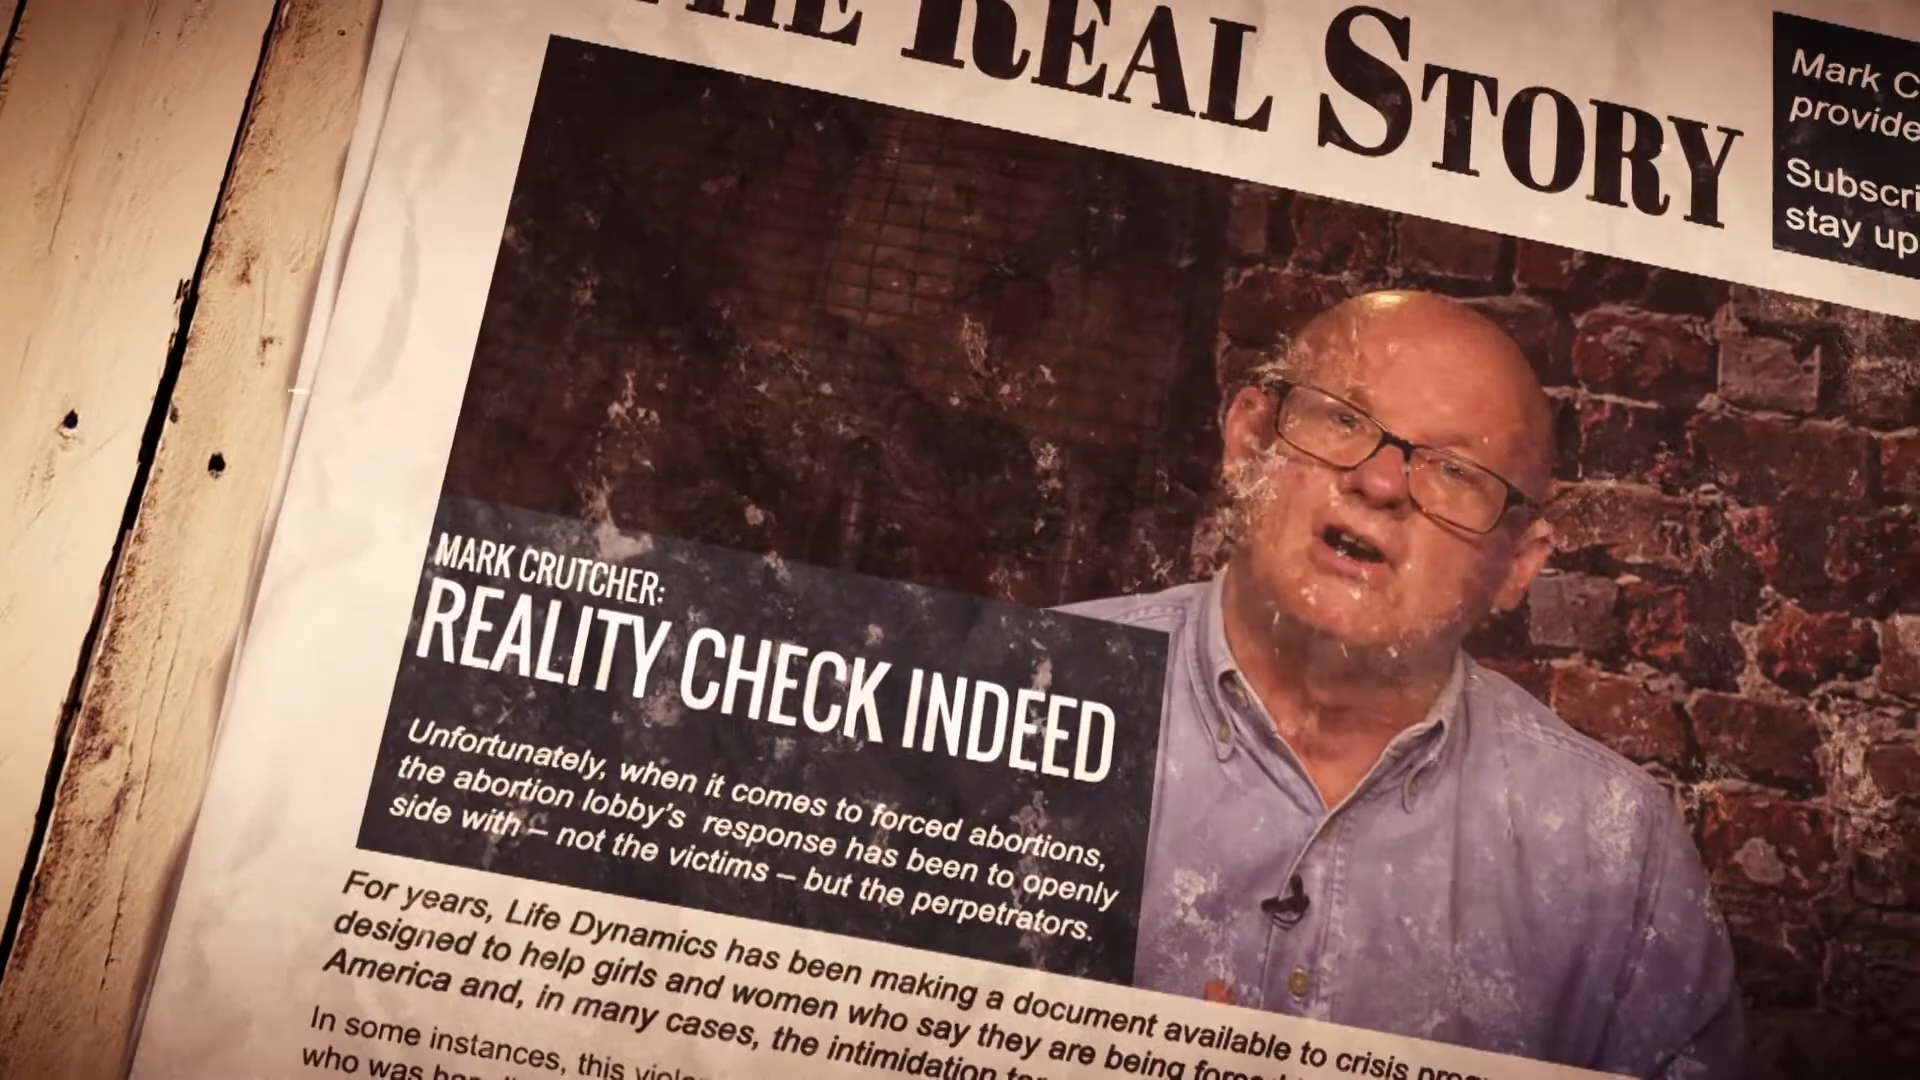 REAL STORY
Mark C
provide
Subscri
stay up
MARK CRUTCHER:
REALITY CHECK INDEED
Unfortunately, when it comes to forced abortions,
the abortion lobby's response has been to openly
side with – not the victims – but the perpetrators.
For years, Life Dynamics has been making a document available to crisis
designed to help girls and women who say they are being
America and, in many cases, the intimidation
In some instances, this
who was